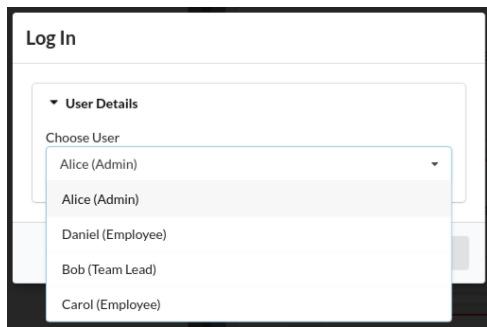 Log In
User Details
Choose User
Alice (Admin)
Alice (Admin)
Daniel (Employee)
Bob (Team Lead)
Carol (Employee)